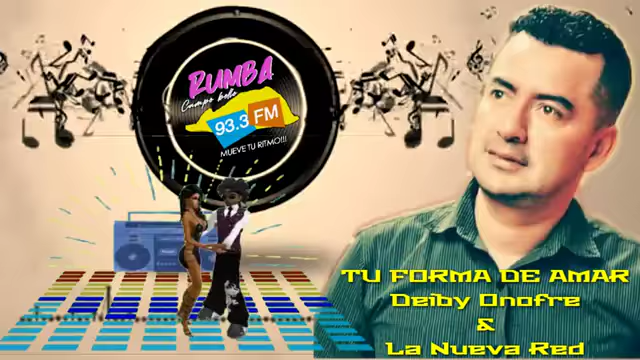 RUMBA
Campo bello
93.3 FM
MUEVE TU RITMO!!!
TU FORMA DE AMAR
Deiby Onofre
&
La Nueva Red